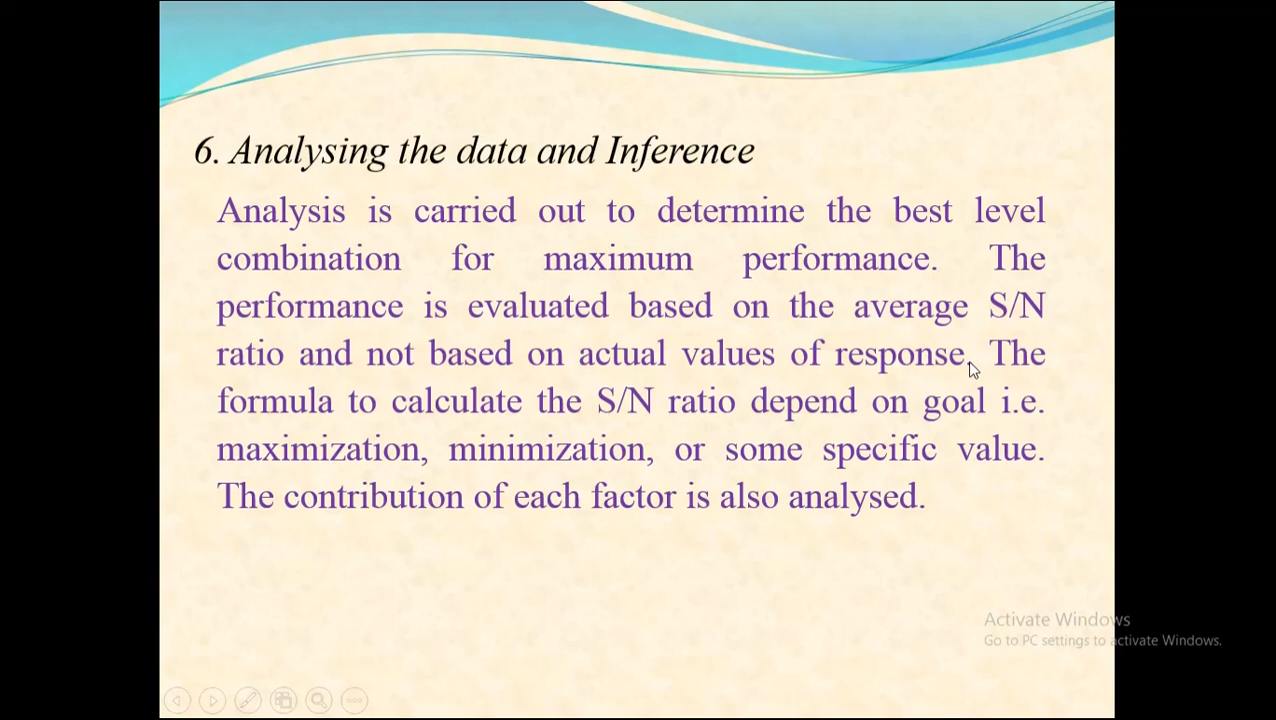 6. Analysing the data and Inference
Analysis is carried out to determine the best level
combination for maximum performance. The
performance is evaluated based on the average S/N
ratio and not based on actual values of response. The
formula to calculate the S/N ratio depend on goal i.e.
maximization, minimization, or some specific value.
The contribution of each factor is also analysed.
Activate Windows
Go to PC settings to activate Windows.